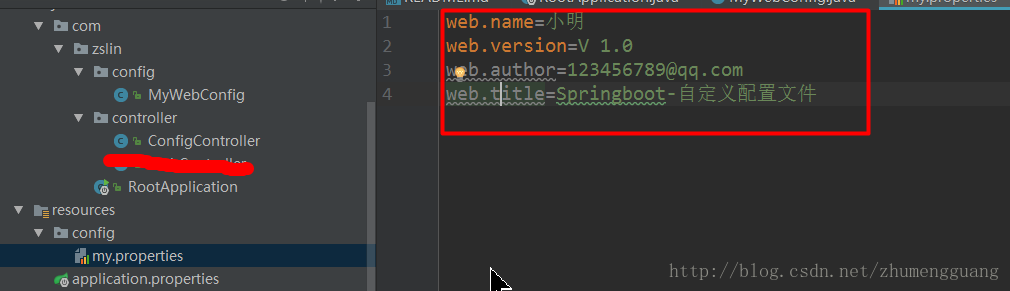 com
zslin
config
MyWebConfig
controller
ConfigController
RootApplication
resources
config
my.properties
application.properties
README.md
RootApplication.java
MyWebConfig.java
my.properties
1 web.name=小明
2 web.version=V 1.0
3 web.author=123456789@qq.com
4 web.title=Springboot-自定义配置文件
http://blog.csdn.net/zhumengguang